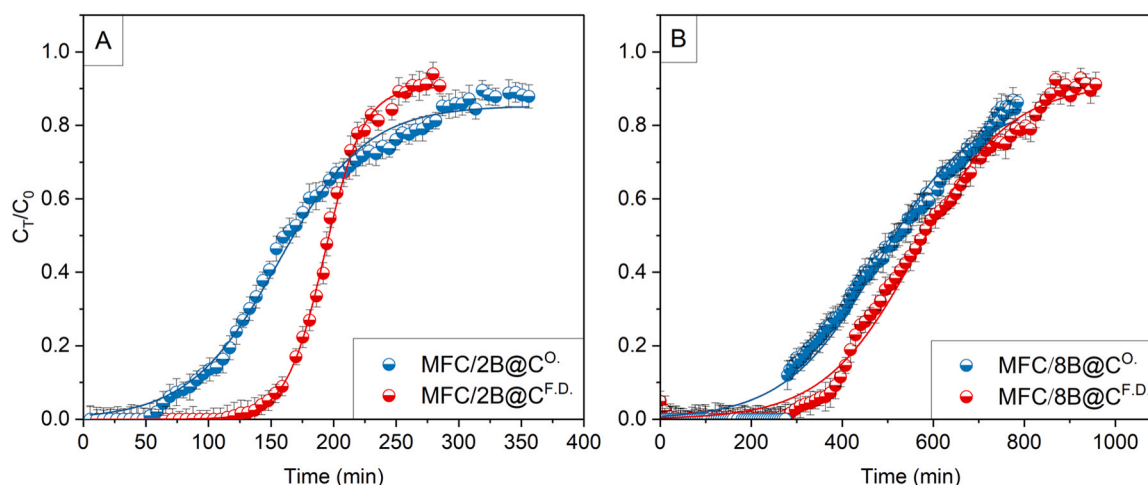 A
1.0
0.8
0.6
0.4
0.2
0.0
C_T/C_0
0 50 100 150 200 250 300 350 400
Time (min)
MFC/2B@C^O.
MFC/2B@C^F.D.
B
1.0
0.8
0.6
0.4
0.2
0.0
0 200 400 600 800 1000
Time (min)
MFC/8B@C^O.
MFC/8B@C^F.D.